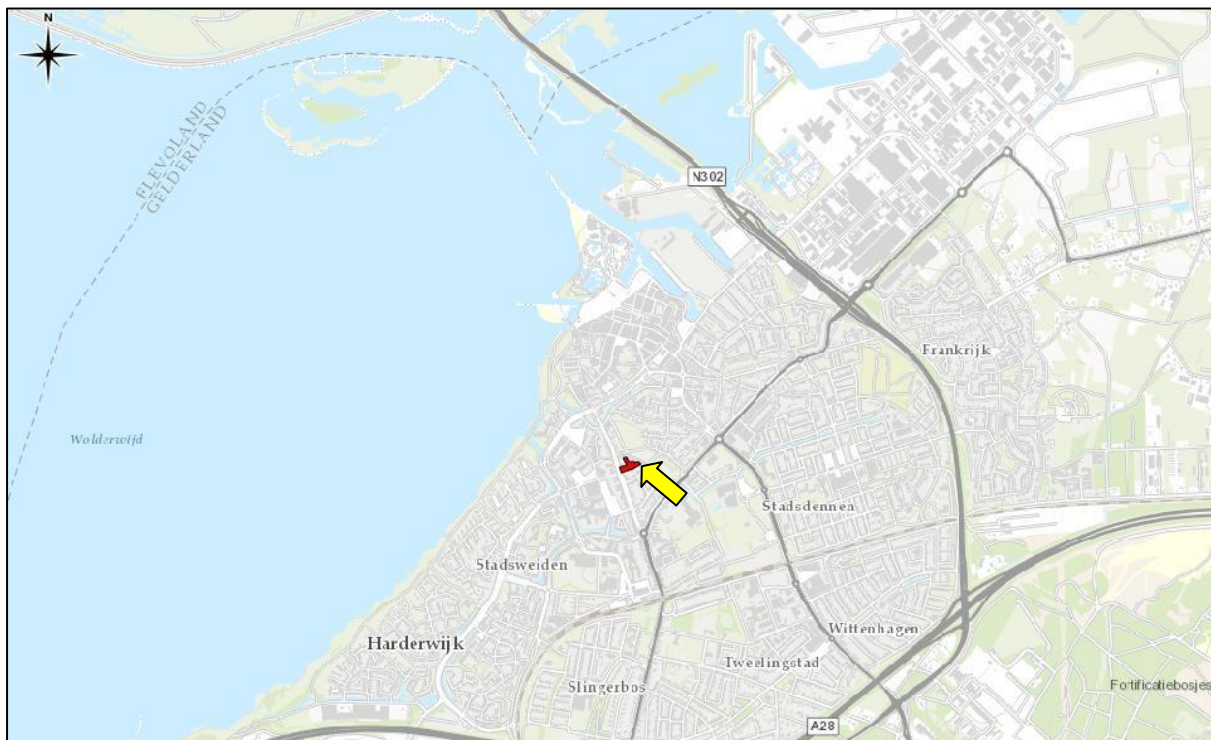 N
FLEVOLAND
GELDERLAND
N302
Frankrijk
Wolderwijd
Stadsdennen
Stadsweiden
Wittenhagen
Harderwijk
Tweelingstad
Slingerbos
Fortificatiebosjes
A28